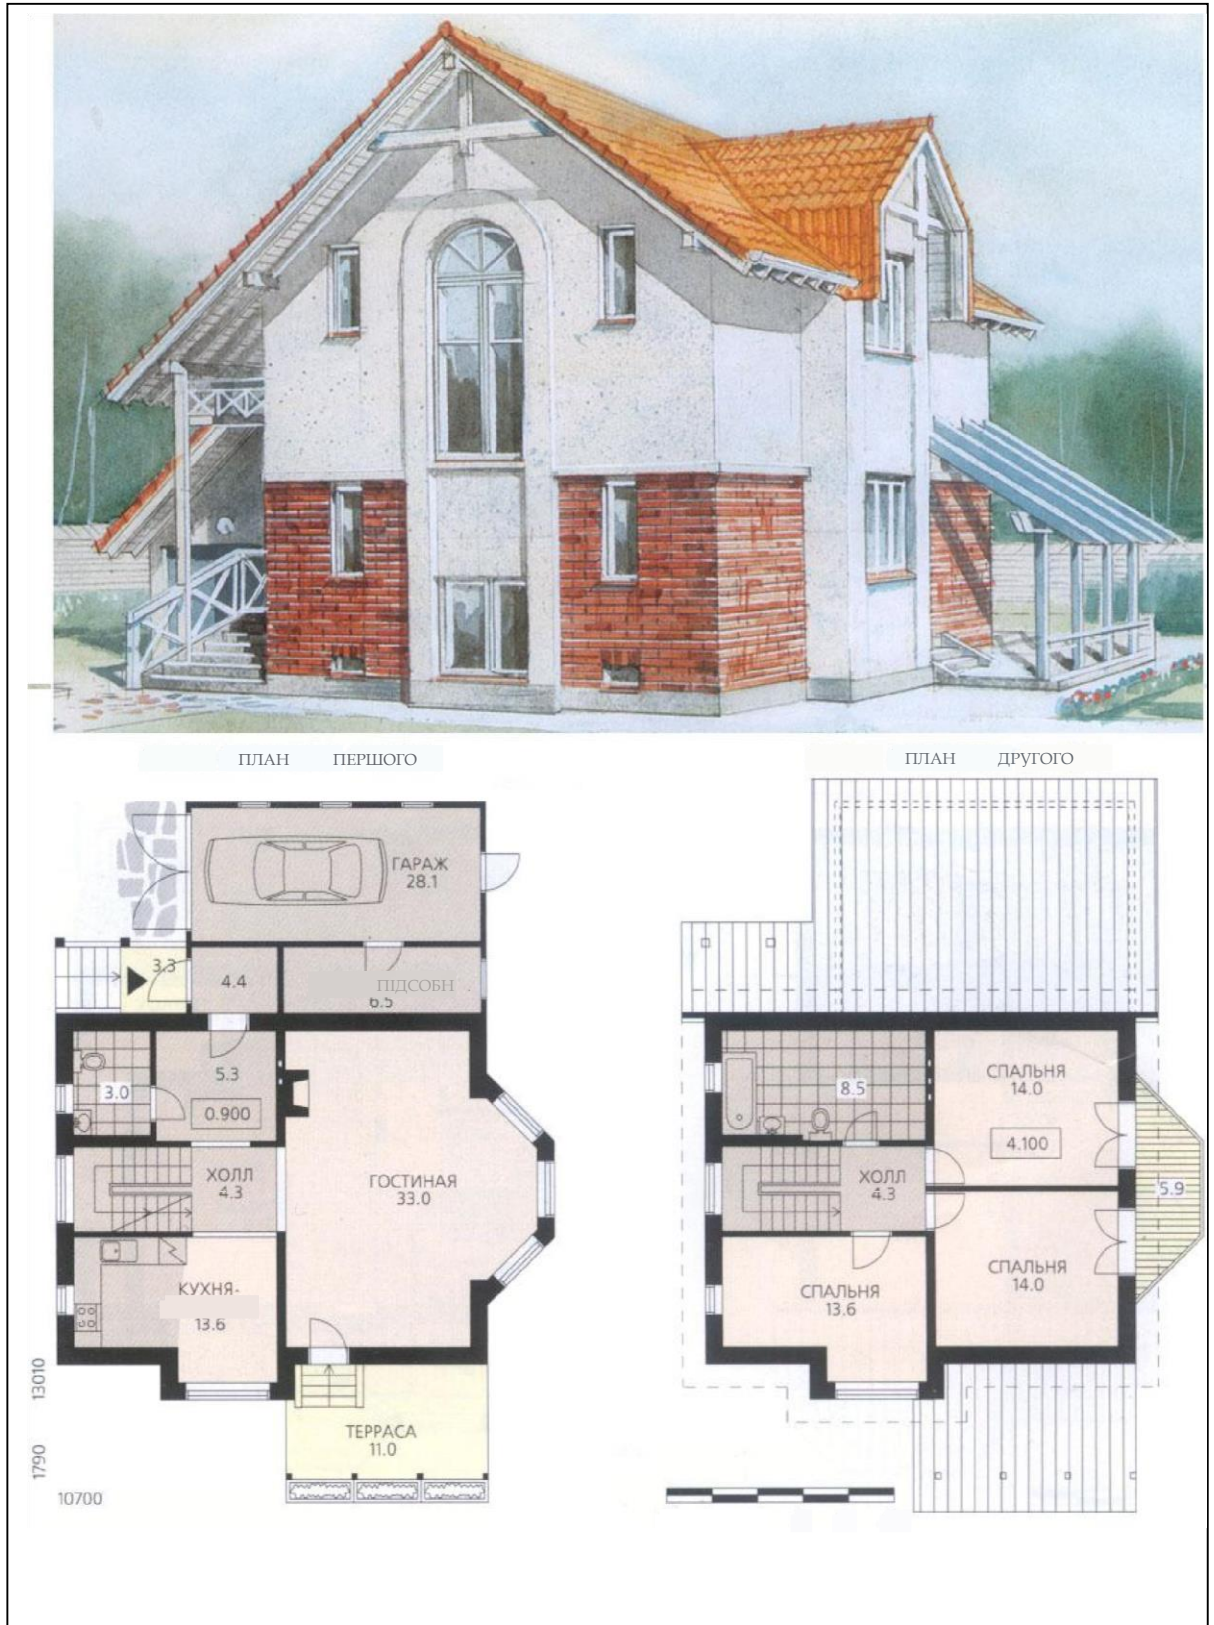 ПЛАН ПЕРШОГО
ПЛАН ДРУГОГО
ГАРАЖ
28.1
3.3
4.4
ПІДСОБН
6.5
5.3
3.0
0.900
ХОЛЛ
4.3
ГОСТИНАЯ
33.0
КУХНЯ-
13.6
ТЕРРАСА
11.0
13010
1790
10700
8.5
СПАЛЬНЯ
14.0
4.100
ХОЛЛ
4.3
5.9
СПАЛЬНЯ
14.0
СПАЛЬНЯ
13.6